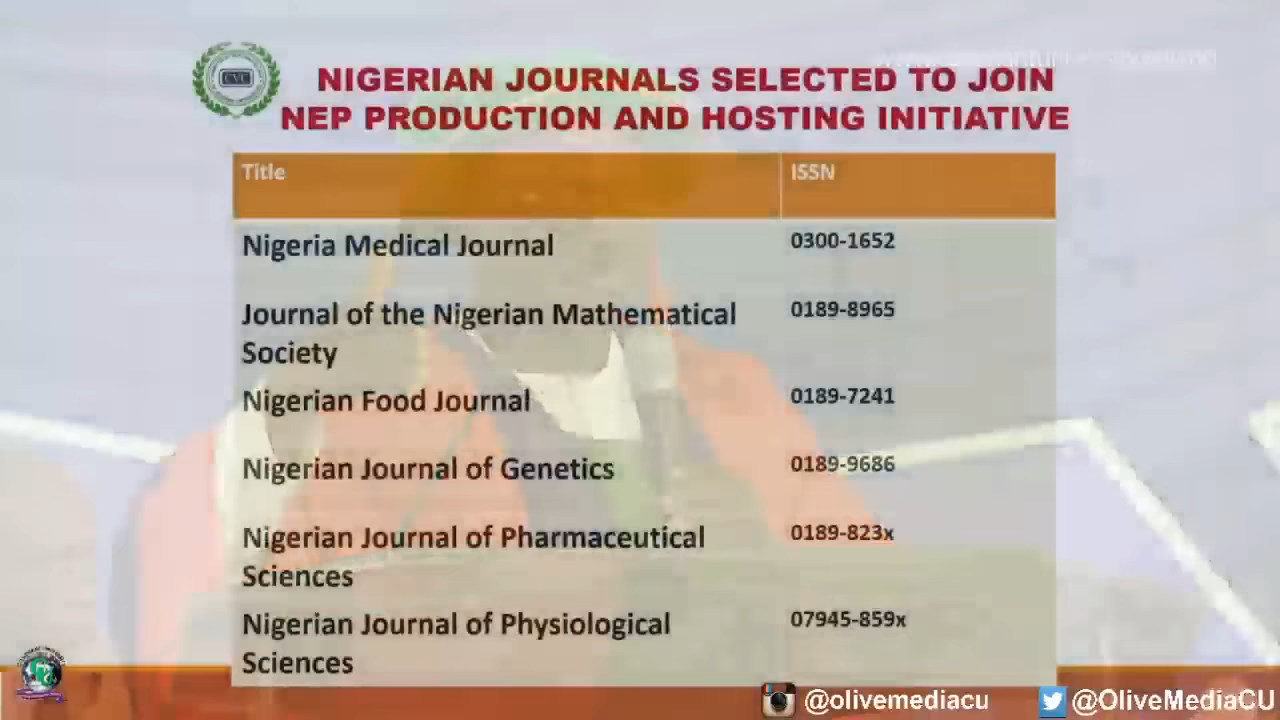 NIGERIAN JOURNALS SELECTED TO JOIN
NEP PRODUCTION AND HOSTING INITIATIVE
Title ISSN
Nigeria Medical Journal 0300-1652
Journal of the Nigerian Mathematical 0189-8965
Society
Nigerian Food Journal 0189-7241
Nigerian Journal of Genetics 0189-9686
Nigerian Journal of Pharmaceutical 0189-823x
Sciences
Nigerian Journal of Physiological 07945-859x
Sciences
CVC
@olivemediacu @OliveMediaCU